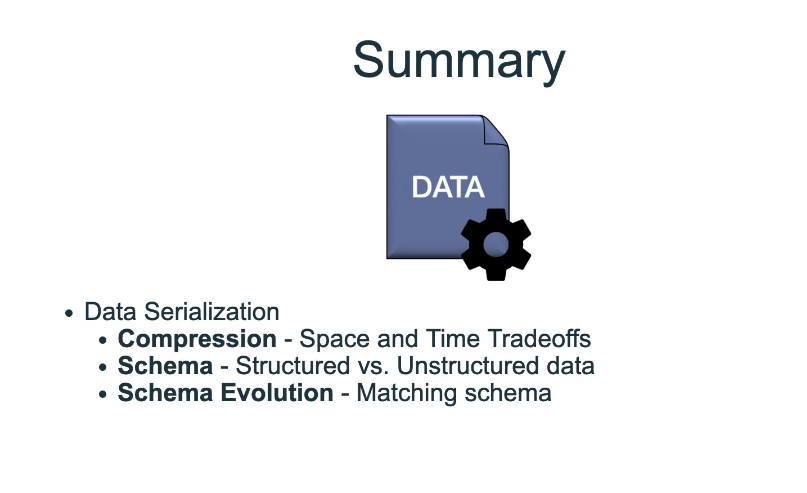 Summary
DATA
• Data Serialization
• Compression - Space and Time Tradeoffs
• Schema - Structured vs. Unstructured data
• Schema Evolution - Matching schema